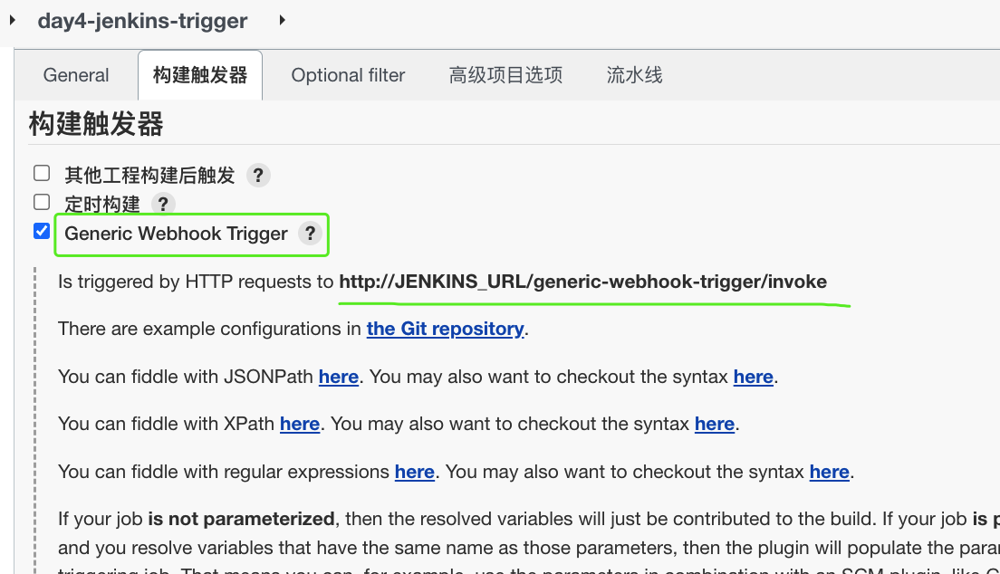 day4-jenkins-trigger
General 构建触发器 Optional filter 高级项目选项 流水线
构建触发器
其他工程构建后触发 ?
定时构建 ?
Generic Webhook Trigger ?
Is triggered by HTTP requests to http://JENKINS_URL/generic-webhook-trigger/invoke
There are example configurations in the Git repository.
You can fiddle with JSONPath here. You may also want to checkout the syntax here.
You can fiddle with XPath here. You may also want to checkout the syntax here.
You can fiddle with regular expressions here. You may also want to checkout the syntax here.
If your job is not parameterized, then the resolved variables will just be contributed to the build. If your job is
and you resolve variables that have the same name as those parameters, then the plugin will populate the
triggering job. That means you can, for example, use the parameters in combination with an SCM plugin, like